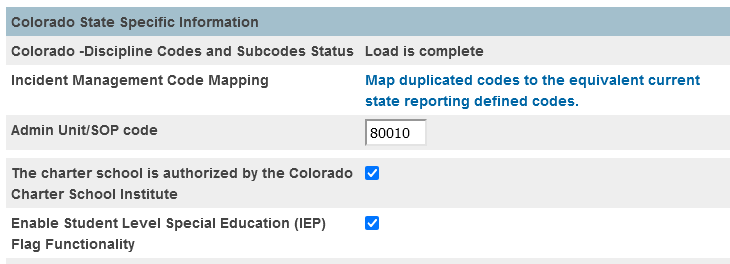 Colorado State Specific Information
Colorado -Discipline Codes and Subcodes Status Load is complete
Incident Management Code Mapping Map duplicated codes to the equivalent current
state reporting defined codes.
Admin Unit/SOP code 80010
The charter school is authorized by the Colorado
Charter School Institute
Enable Student Level Special Education (IEP)
Flag Functionality